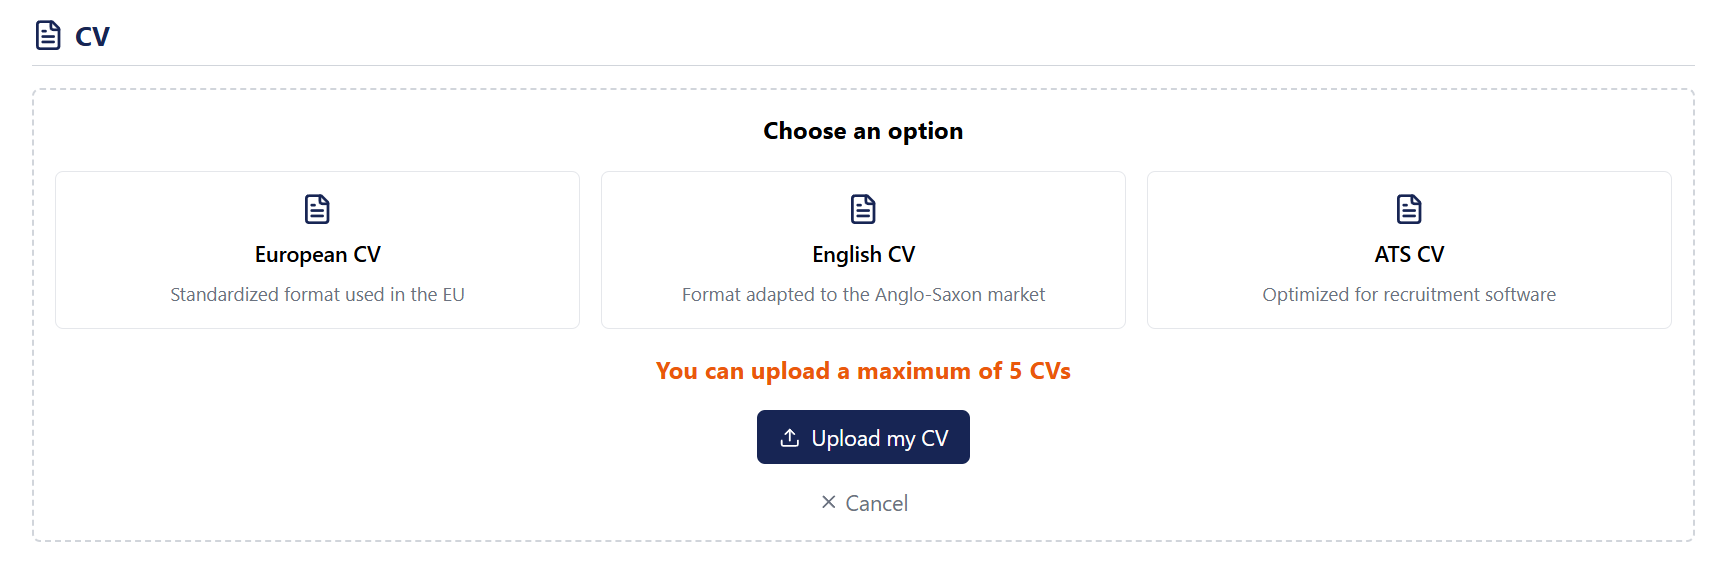 CV
Choose an option
European CV
Standardized format used in the EU
English CV
Format adapted to the Anglo-Saxon market
ATS CV
Optimized for recruitment software
You can upload a maximum of 5 CVs
Upload my CV
Cancel